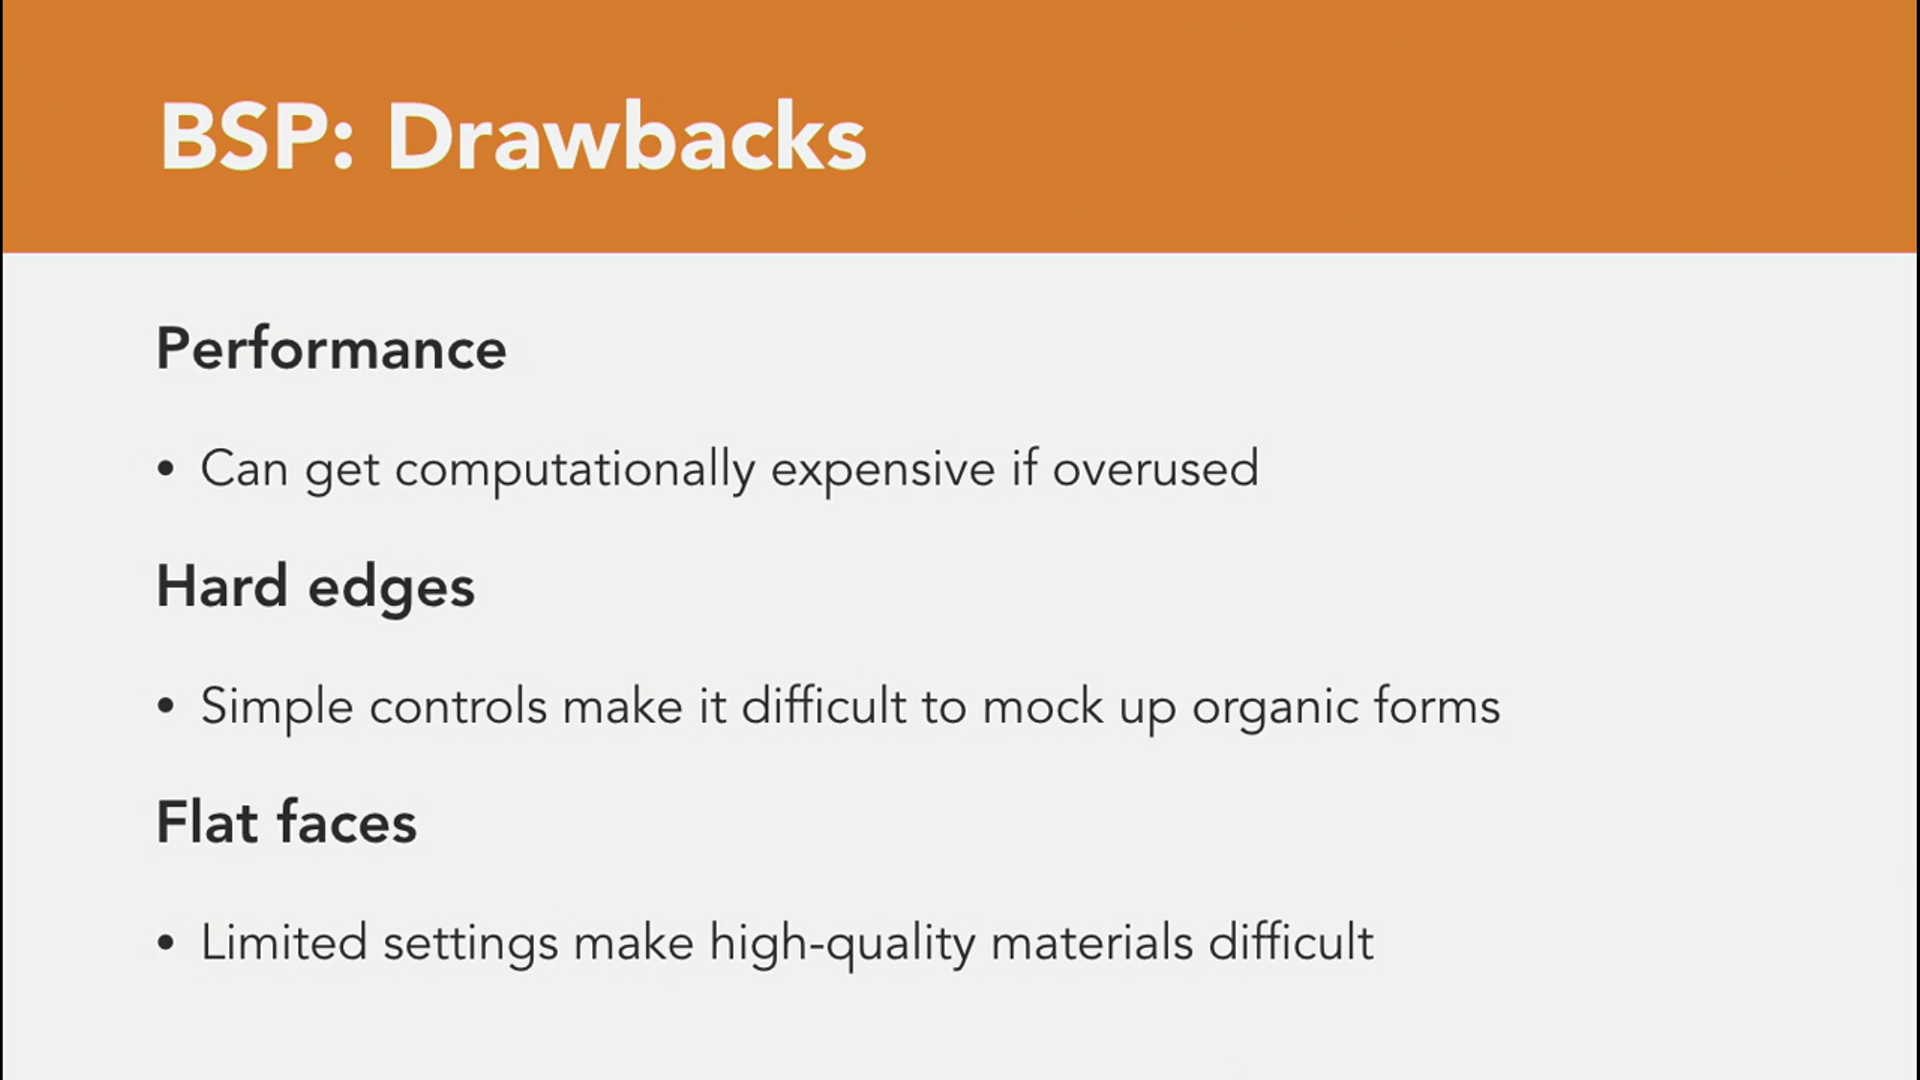 BSP: Drawbacks
Performance
• Can get computationally expensive if overused
Hard edges
• Simple controls make it difficult to mock up organic forms
Flat faces
• Limited settings make high-quality materials difficult